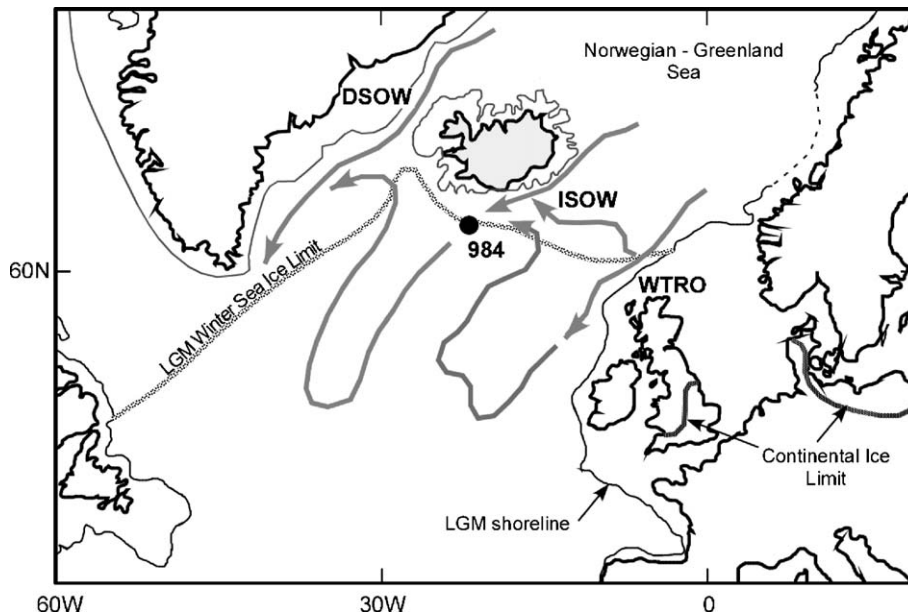 Norwegian - Greenland
Sea
DSOW
ISOW
984
60N
LGM Winter Sea Ice Limit
WTRO
Continental Ice
Limit
LGM shoreline
60W
30W
0